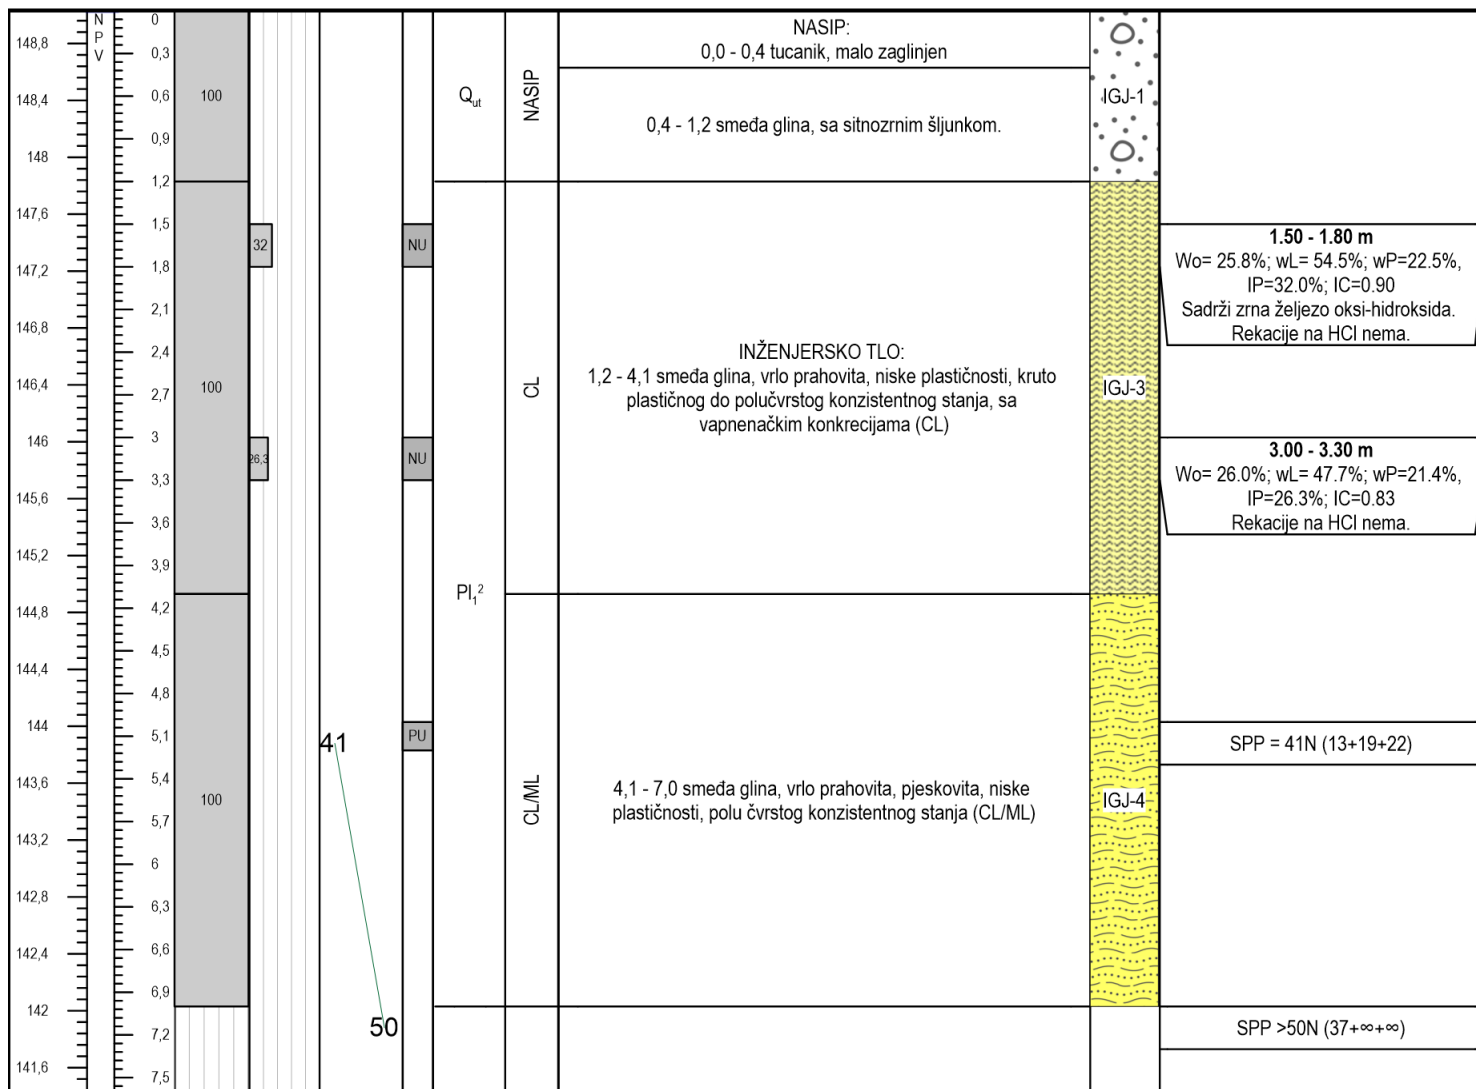 148,8
148,4
148
147,6
147,2
146,8
146,4
146
145,6
145,2
144,8
144,4
144
143,6
143,2
142,8
142,4
142
141,6
N
P
V
0
0,3
0,6
0,9
1,2
1,5
1,8
2,1
2,4
2,7
3
3,3
3,6
3,9
4,2
4,5
4,8
5,1
5,4
5,7
6
6,3
6,6
6,9
7,2
7,5
100
100
100
32
26,3
41
50
NU
NU
PU
Qut
Pl₁²
NASIP
CL
CL/ML
NASIP:
0,0 - 0,4 tucanik, malo zaglinjen
0,4 - 1,2 smeđa glina, sa sitnozrnim šljunkom.
INŽENJERSKO TLO:
1,2 - 4,1 smeđa glina, vrlo prahovita, niske plastičnosti, kruto
plastičnog do polučvrstog konzistentnog stanja, sa
vapnenačkim konkrecijama (CL)
4,1 - 7,0 smeđa glina, vrlo prahovita, pjeskovita, niske
plastičnosti, polu čvrstog konzistentnog stanja (CL/ML)
IGJ-1
IGJ-3
IGJ-4
1.50 - 1.80 m
Wo= 25.8%; wL= 54.5%; wP=22.5%,
IP=32.0%; IC=0.90
Sadrži zrna željezo oksi-hidroksida.
Rekacije na HCl nema.
3.00 - 3.30 m
Wo= 26.0%; wL= 47.7%; wP=21.4%,
IP=26.3%; IC=0.83
Rekacije na HCl nema.
SPP = 41N (13+19+22)
SPP >50N (37+∞+∞)